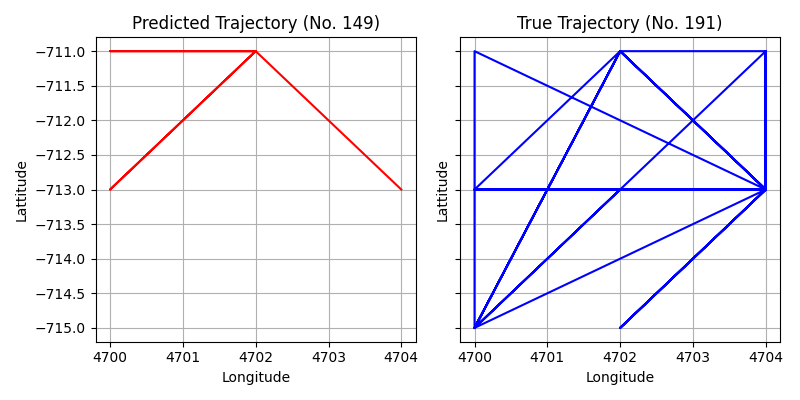 Predicted Trajectory (No. 149)
True Trajectory (No. 191)
Lattitude
−711.0
−711.5
−712.0
−712.5
−713.0
−713.5
−714.0
−714.5
−715.0
Lattitude
4700 4701 4702 4703 4704
4700 4701 4702 4703 4704
Longitude
Longitude